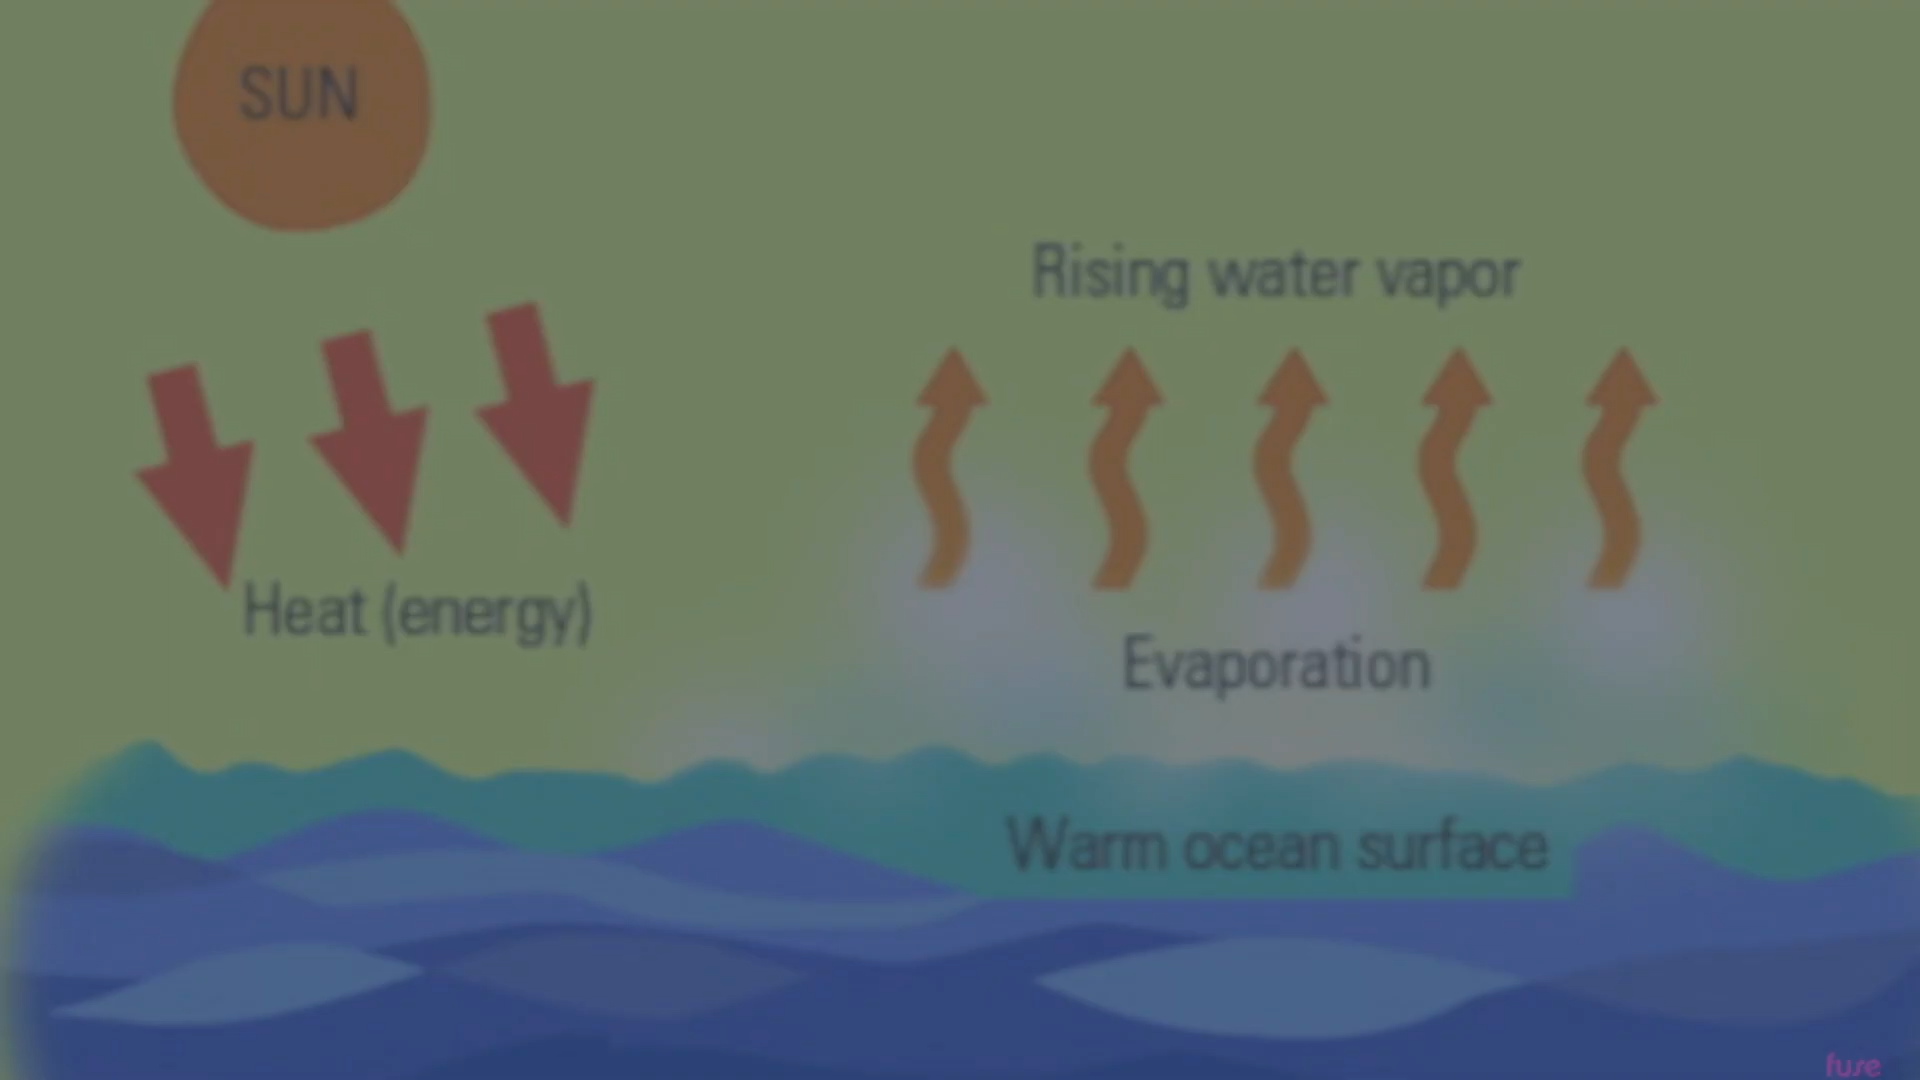 SUN
Rising water vapor
Heat (energy)
Evaporation
Warm ocean surface
fuse